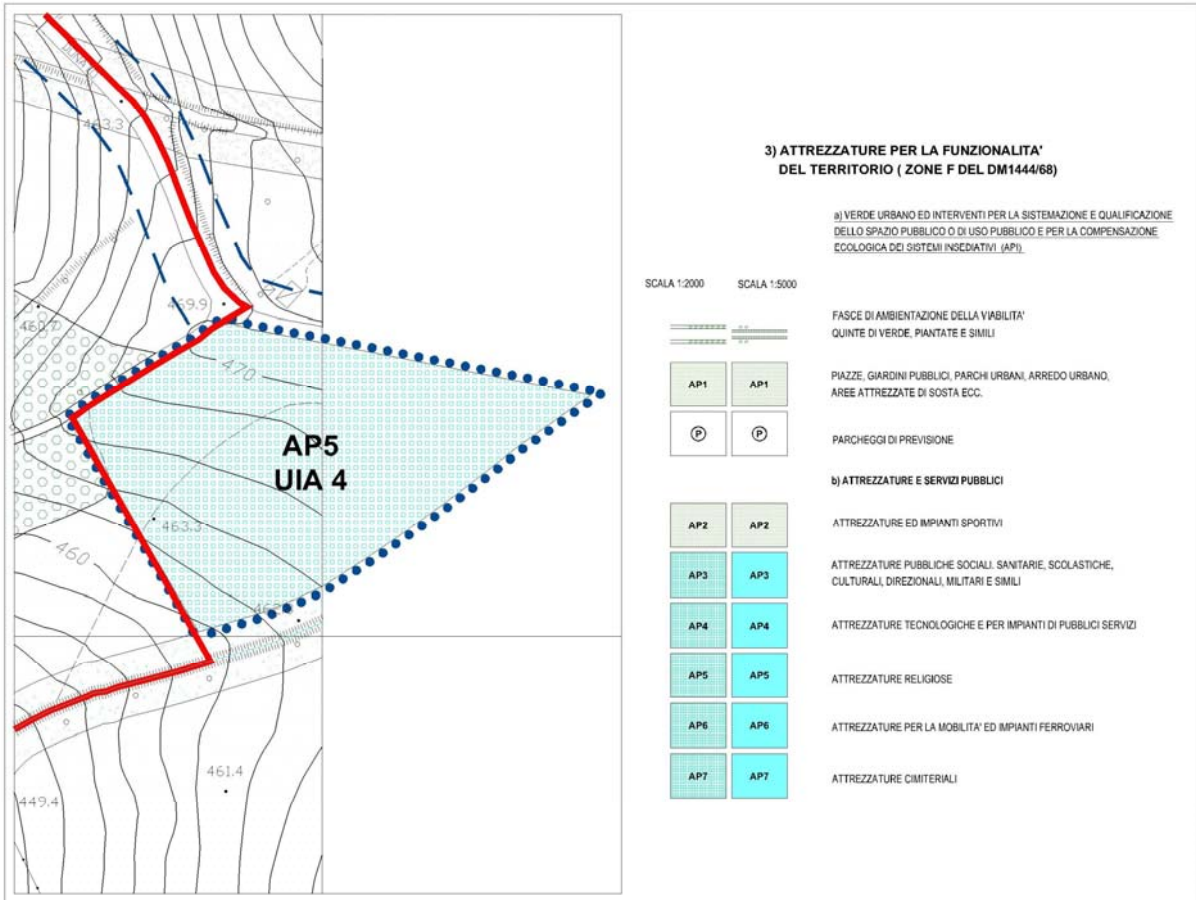 463.3
469.9
460.7
470
AP5
UIA 4
463.3
460
461.4
449.4
3) ATTREZZATURE PER LA FUNZIONALITA'
DEL TERRITORIO ( ZONE F DEL DM1444/68)
a) VERDE URBANO ED INTERVENTI PER LA SISTEMAZIONE E QUALIFICAZIONE
DELLO SPAZIO PUBBLICO O DI USO PUBBLICO E PER LA COMPENSAZIONE
ECOLOGICA DEI SISTEMI INSEDIATIVI (API)
SCALA 1:2000 SCALA 1:5000
FASCE DI AMBIENTAZIONE DELLA VIABILITA'
QUINTE DI VERDE, PIANTATE E SIMILI
AP1 AP1 PIAZZE, GIARDINI PUBBLICI, PARCHI URBANI, ARREDO URBANO,
AREE ATTREZZATE DI SOSTA ECC.
P P PARCHEGGI DI PREVISIONE
b) ATTREZZATURE E SERVIZI PUBBLICI
AP2 AP2 ATTREZZATURE ED IMPIANTI SPORTIVI
AP3 AP3 ATTREZZATURE PUBBLICHE SOCIALI. SANITARIE, SCOLASTICHE,
CULTURALI, DIREZIONALI, MILITARI E SIMILI
AP4 AP4 ATTREZZATURE TECNOLOGICHE E PER IMPIANTI DI PUBBLICI SERVIZI
AP5 AP5 ATTREZZATURE RELIGIOSE
AP6 AP6 ATTREZZATURE PER LA MOBILITA' ED IMPIANTI FERROVIARI
AP7 AP7 ATTREZZATURE CIMITERIALI